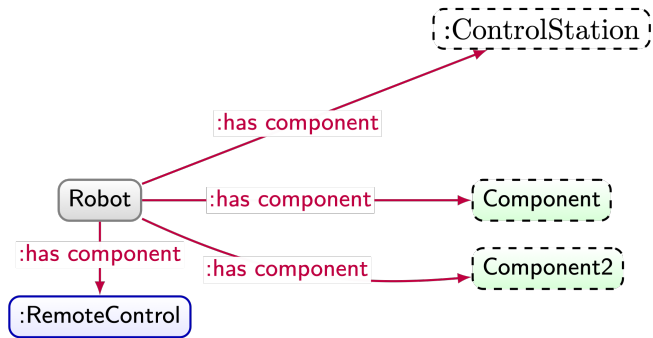 :ControlStation
:has component
Robot
:has component
Component
:has component
:has component
Component2
:RemoteControl